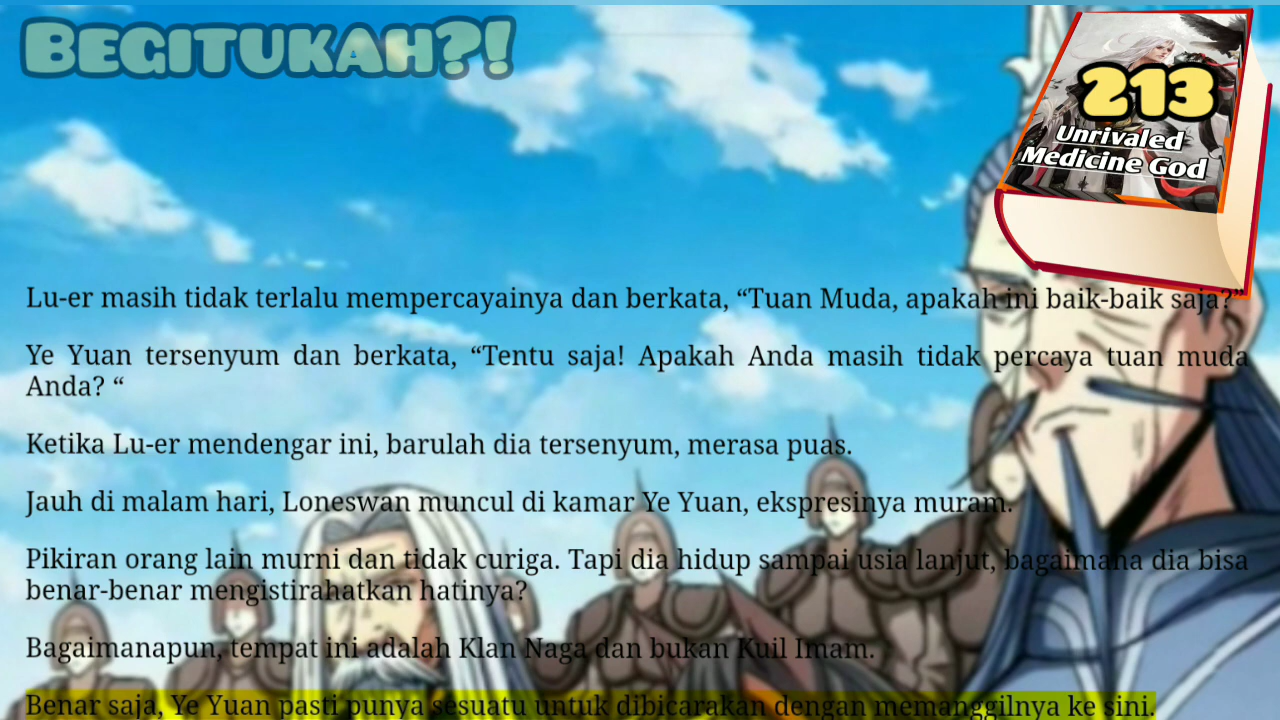 BEGITUKAH?!
213
Unrivaled
Medicine God
Lu-er masih tidak terlalu mempercayainya dan berkata, “Tuan Muda, apakah ini baik-baik saja?”
Ye Yuan tersenyum dan berkata, “Tentu saja! Apakah Anda masih tidak percaya tuan muda
Anda? “
Ketika Lu-er mendengar ini, barulah dia tersenyum, merasa puas.
Jauh di malam hari, Loneswan muncul di kamar Ye Yuan, ekspresinya muram.
Pikiran orang lain murni dan tidak curiga. Tapi dia hidup sampai usia lanjut, bagaimana dia bisa
benar-benar mengistirahatkan hatinya?
Bagaimanapun, tempat ini adalah Klan Naga dan bukan Kuil Imam.
Benar saja, Ye Yuan pasti punya sesuatu untuk dibicarakan dengan memanggilnya ke sini.